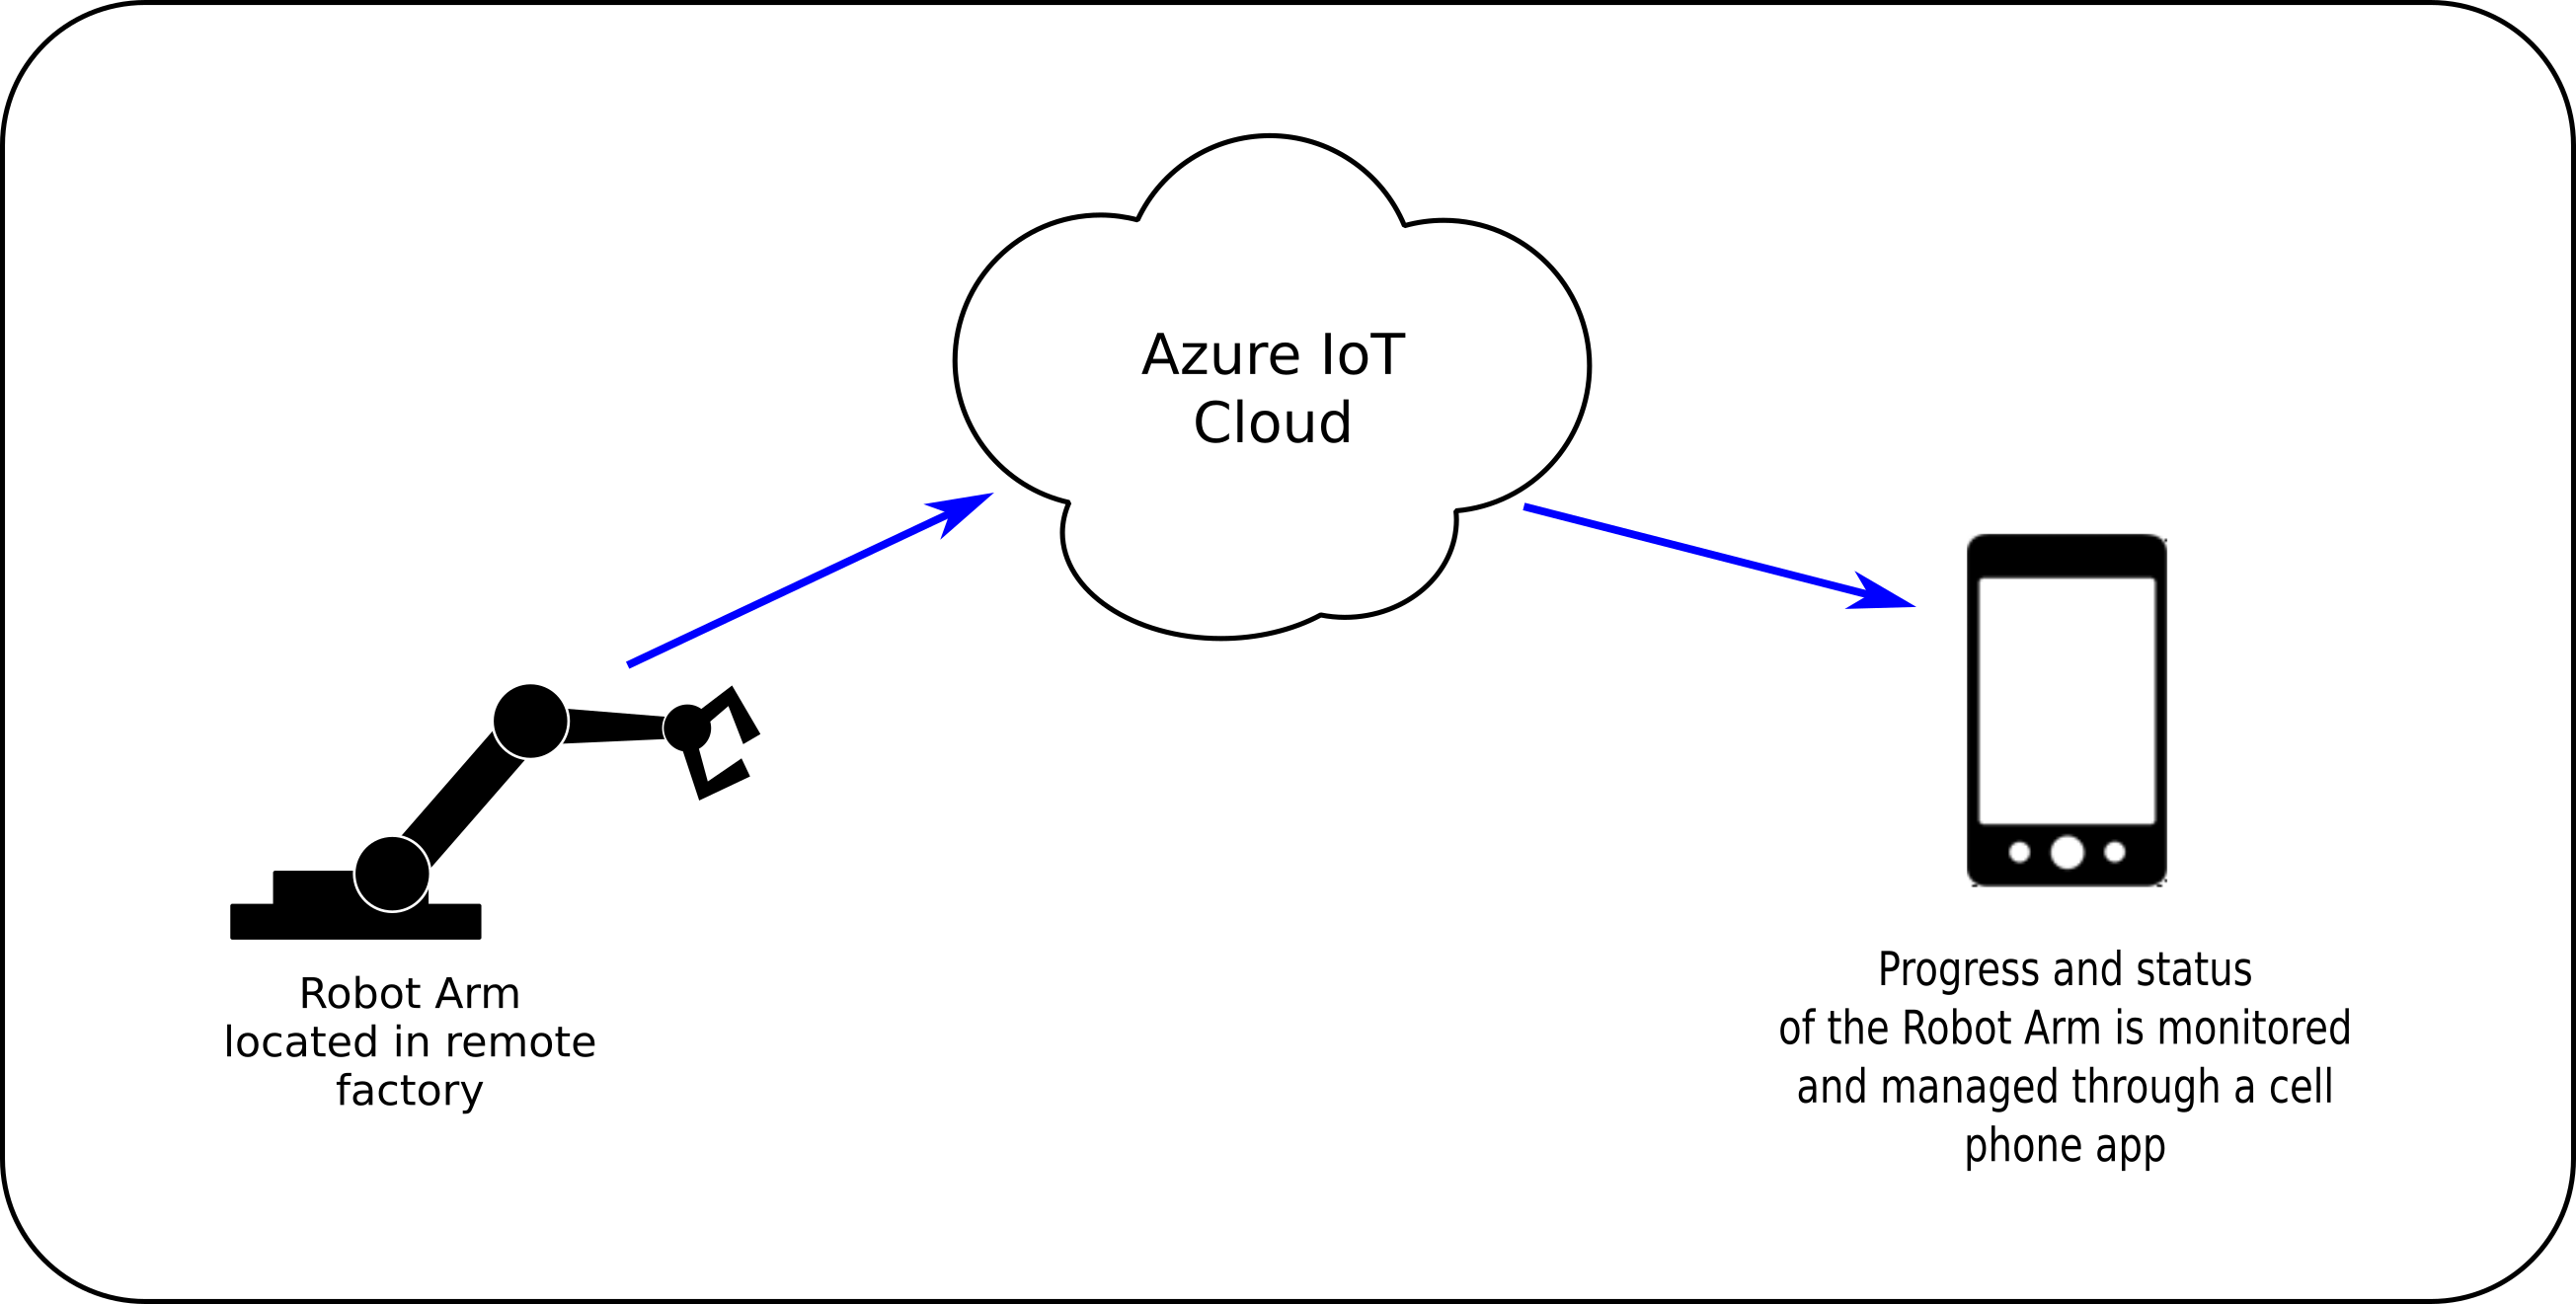 Azure IoT
Cloud
Robot Arm
located in remote
factory
Progress and status
of the Robot Arm is monitored
and managed through a cell
phone app